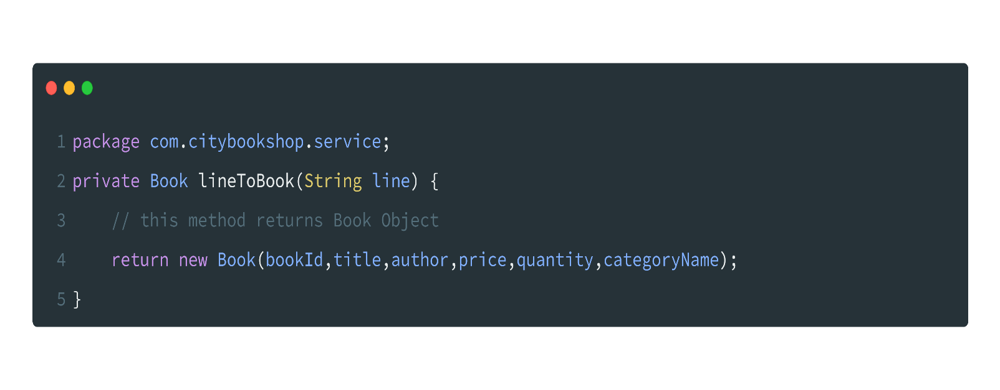 1 package com.citybookshop.service;
2 private Book lineToBook(String line) {
3 // this method returns Book Object
4 return new Book(bookId,title,author,price,quantity,categoryName);
5 }